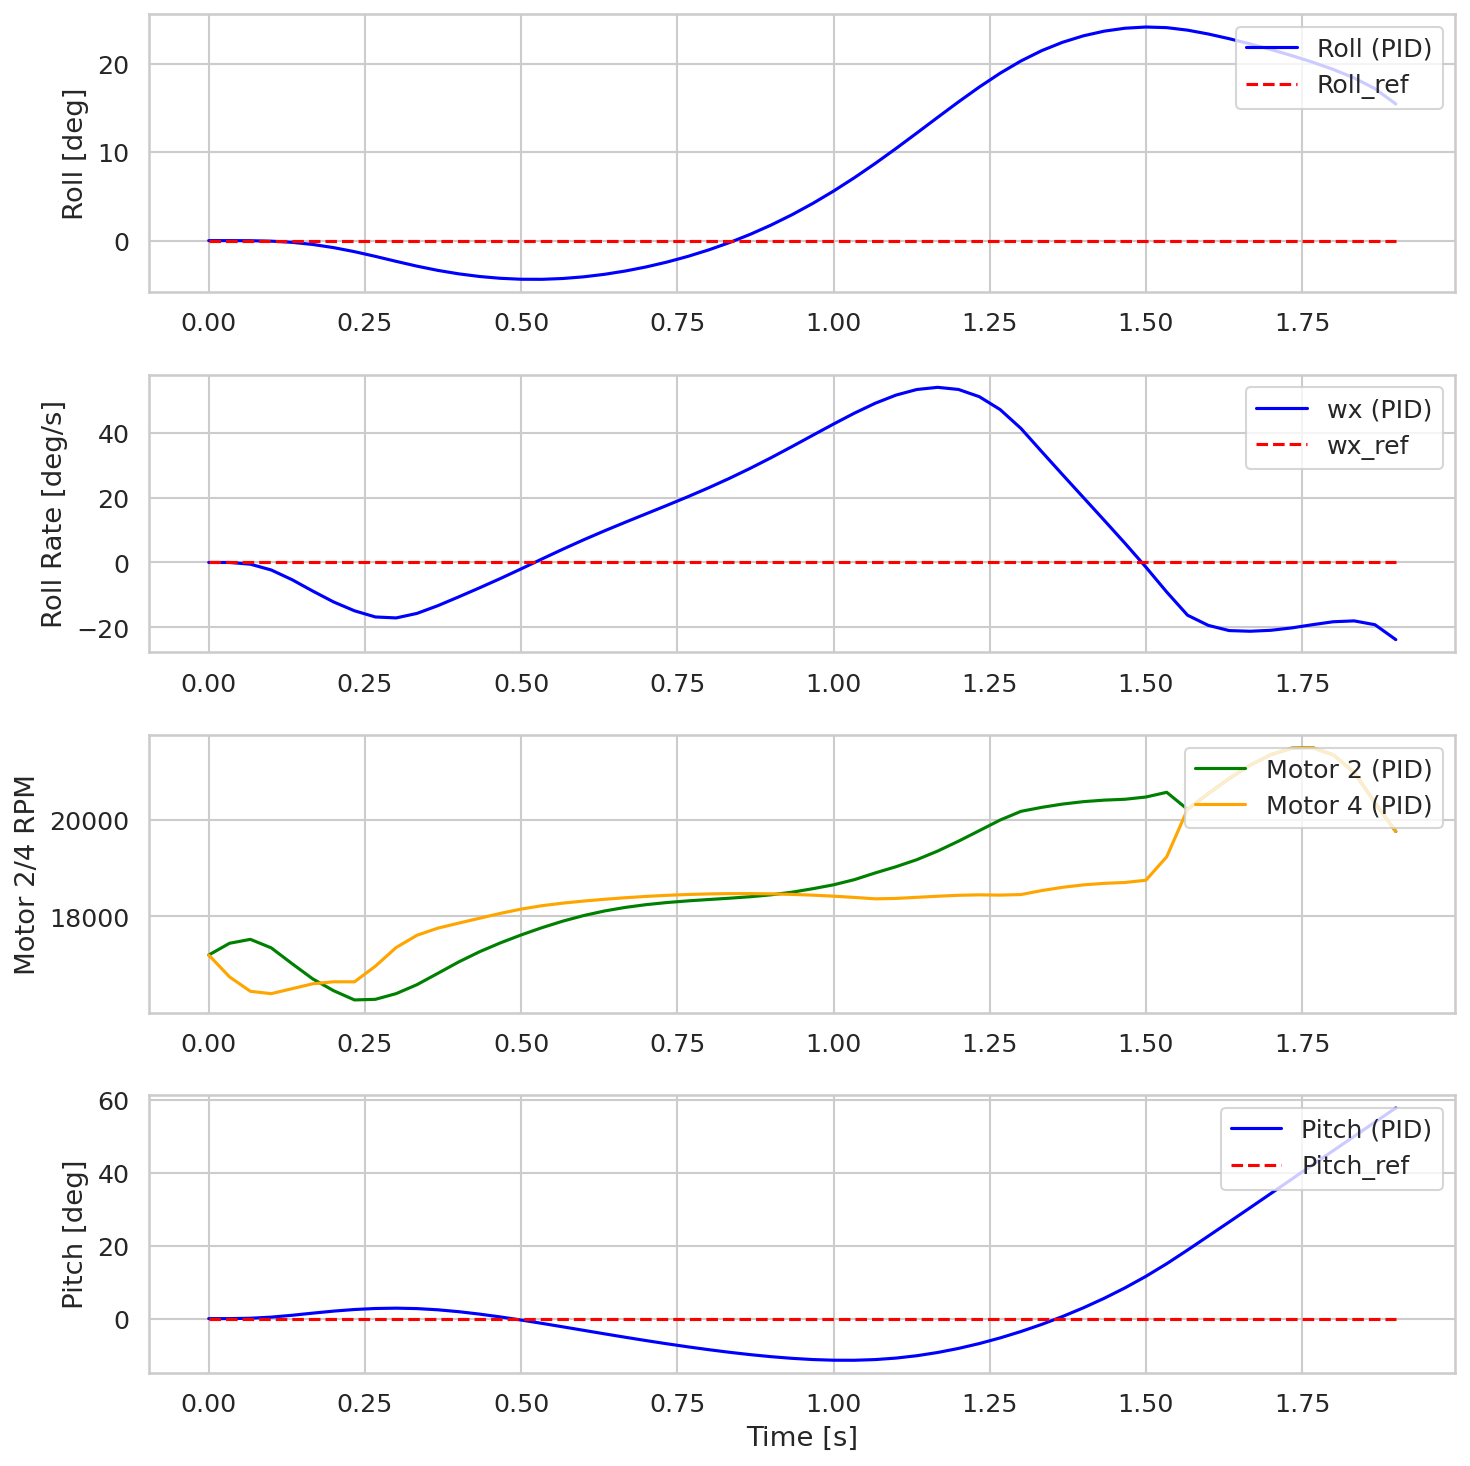 Roll [deg]
20
10
0
Roll (PID)
Roll_ref
0.00 0.25 0.50 0.75 1.00 1.25 1.50 1.75
Roll Rate [deg/s]
40
20
0
−20
wx (PID)
wx_ref
0.00 0.25 0.50 0.75 1.00 1.25 1.50 1.75
Motor 2/4 RPM
20000
18000
Motor 2 (PID)
Motor 4 (PID)
0.00 0.25 0.50 0.75 1.00 1.25 1.50 1.75
Pitch [deg]
60
40
20
0
Pitch (PID)
Pitch_ref
0.00 0.25 0.50 0.75 1.00 1.25 1.50 1.75
Time [s]